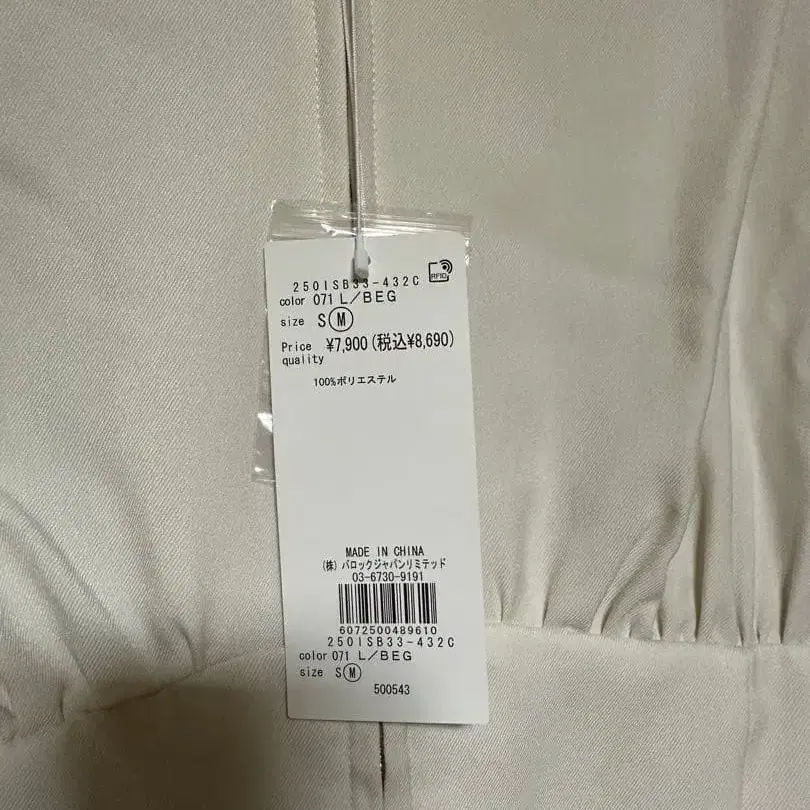 RFID
250ISB33-432C
color 071 L/BEG
size S M
Price ¥7,900(税込¥8,690)
quality
100%ポリエステル
MADE IN CHINA
(株)バロックジャパンリミテッド
03-6730-9191
6072500489610
250ISB33-432C
color 071 L/BEG
size S M
500543